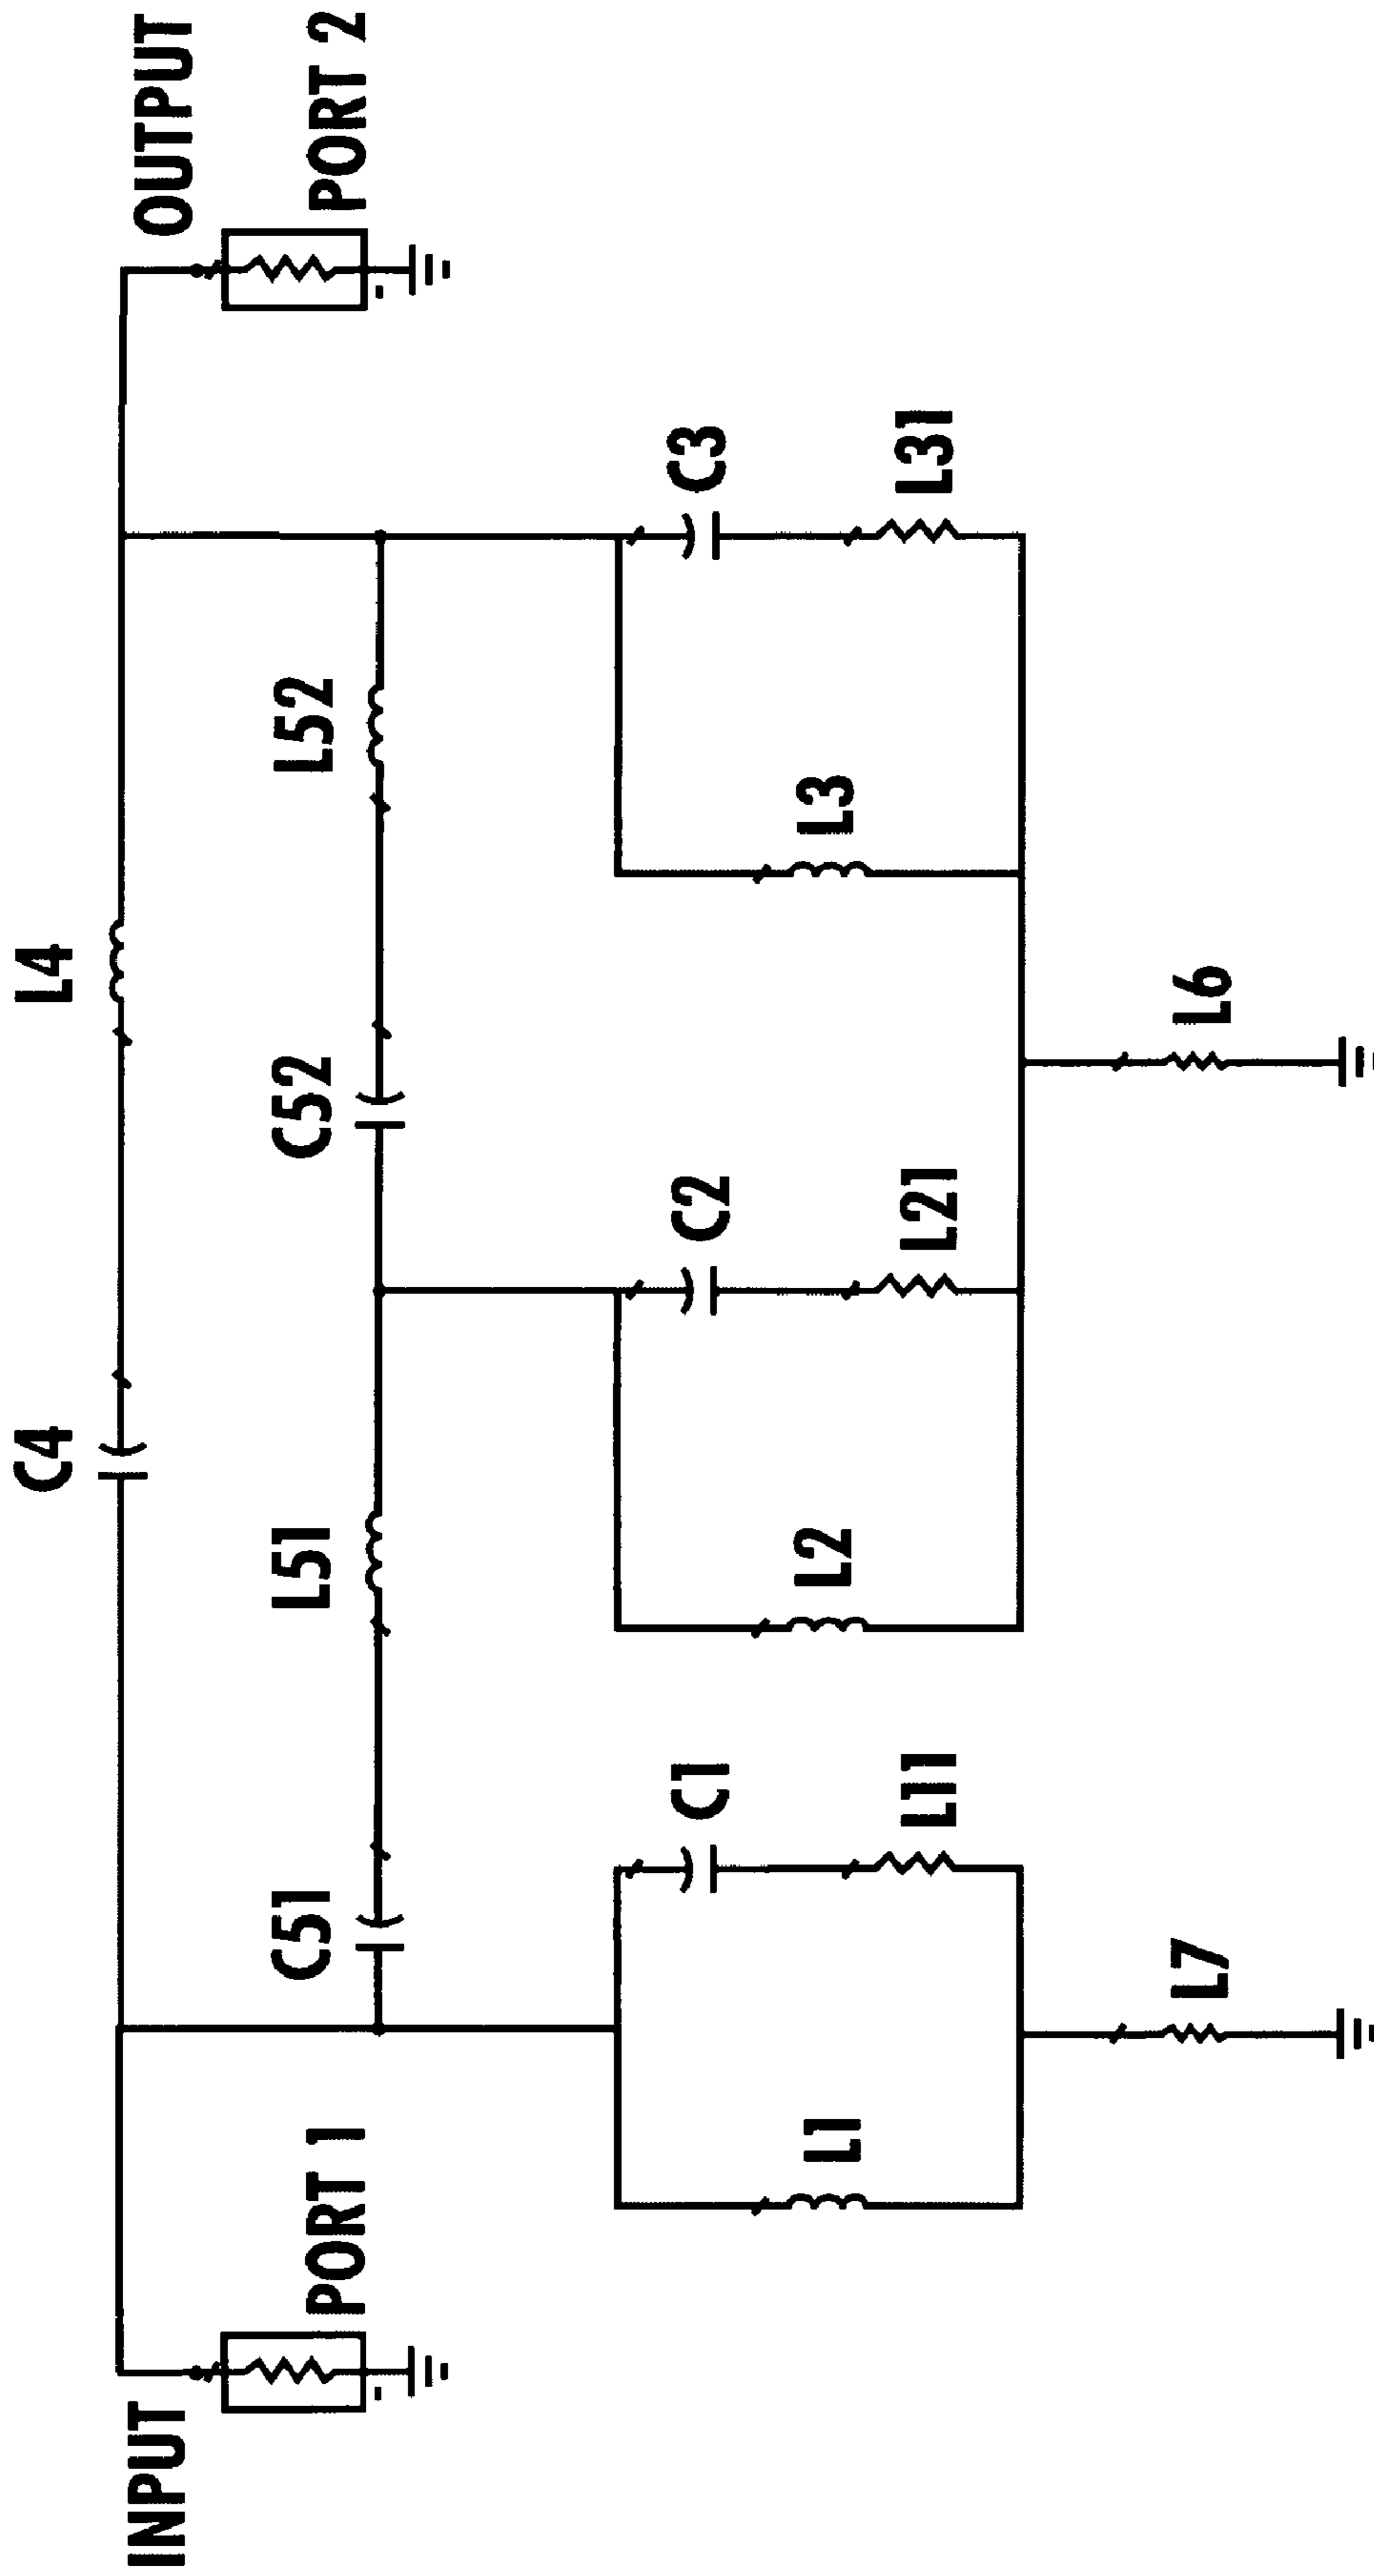 C4
L4
INPUT
PORT 1
OUTPUT
PORT 2
C51
L51
C52
L52
L1
C1
L11
L2
C2
L21
L3
C3
L31
L7
L6